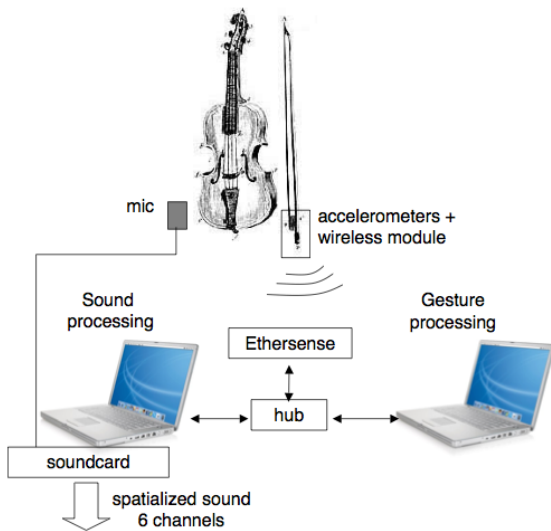 mic
accelerometers +
wireless module
Sound
processing
Gesture
processing
Ethersense
hub
soundcard
spatialized sound
6 channels